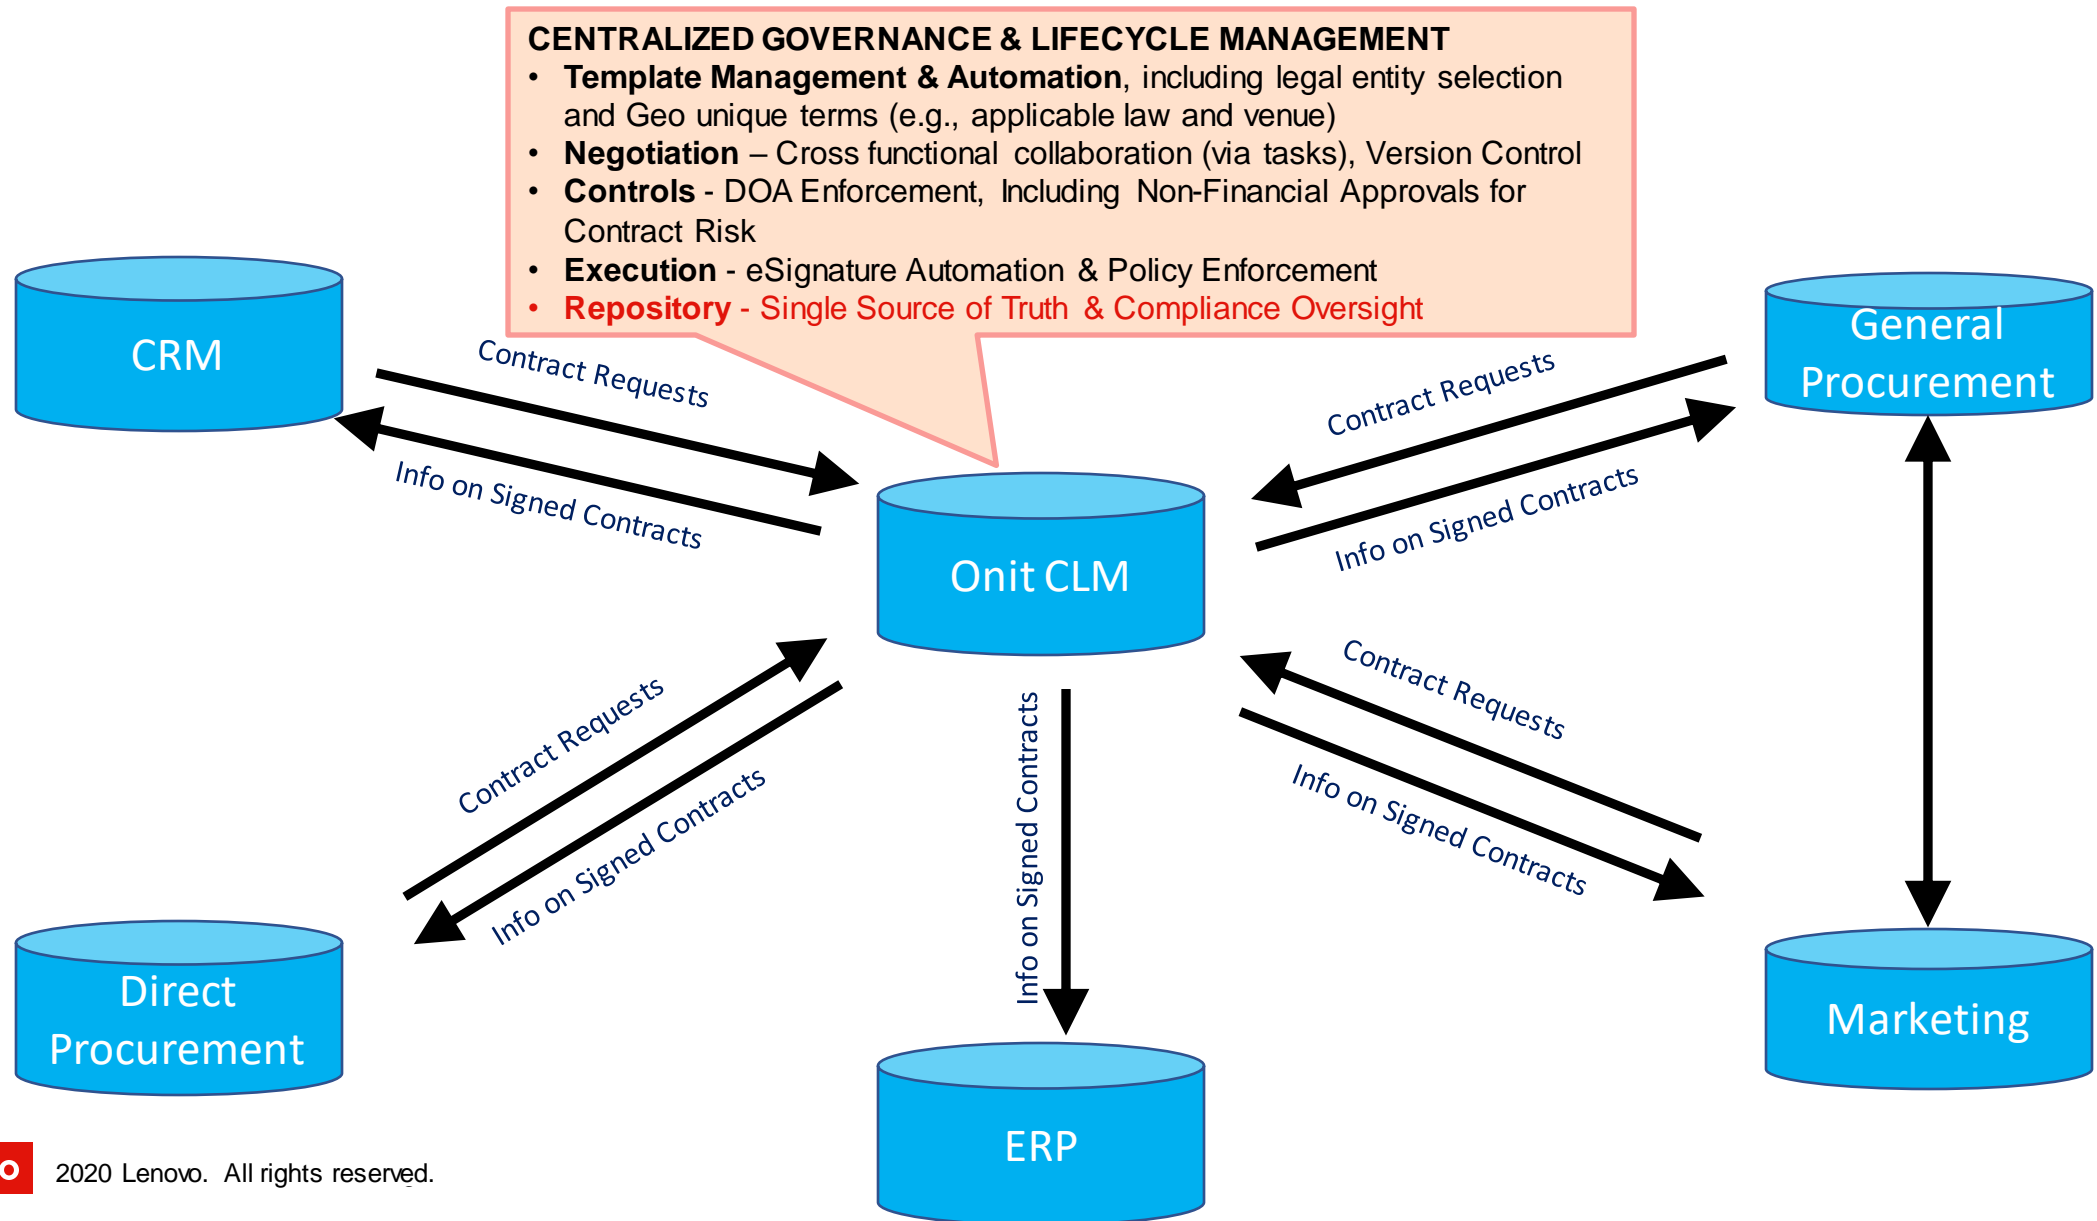 CENTRALIZED GOVERNANCE & LIFECYCLE MANAGEMENT
• Template Management & Automation, including legal entity selection
and Geo unique terms (e.g., applicable law and venue)
• Negotiation – Cross functional collaboration (via tasks), Version Control
• Controls - DOA Enforcement, Including Non-Financial Approvals for
Contract Risk
• Execution - eSignature Automation & Policy Enforcement
• Repository - Single Source of Truth & Compliance Oversight
CRM
Contract Requests
Info on Signed Contracts
General
Procurement
Contract Requests
Info on Signed Contracts
Onit CLM
Contract Requests
Info on Signed Contracts
Info on Signed Contracts
Contract Requests
Info on Signed Contracts
Direct
Procurement
ERP
Marketing
o
2020 Lenovo. All rights reserved.